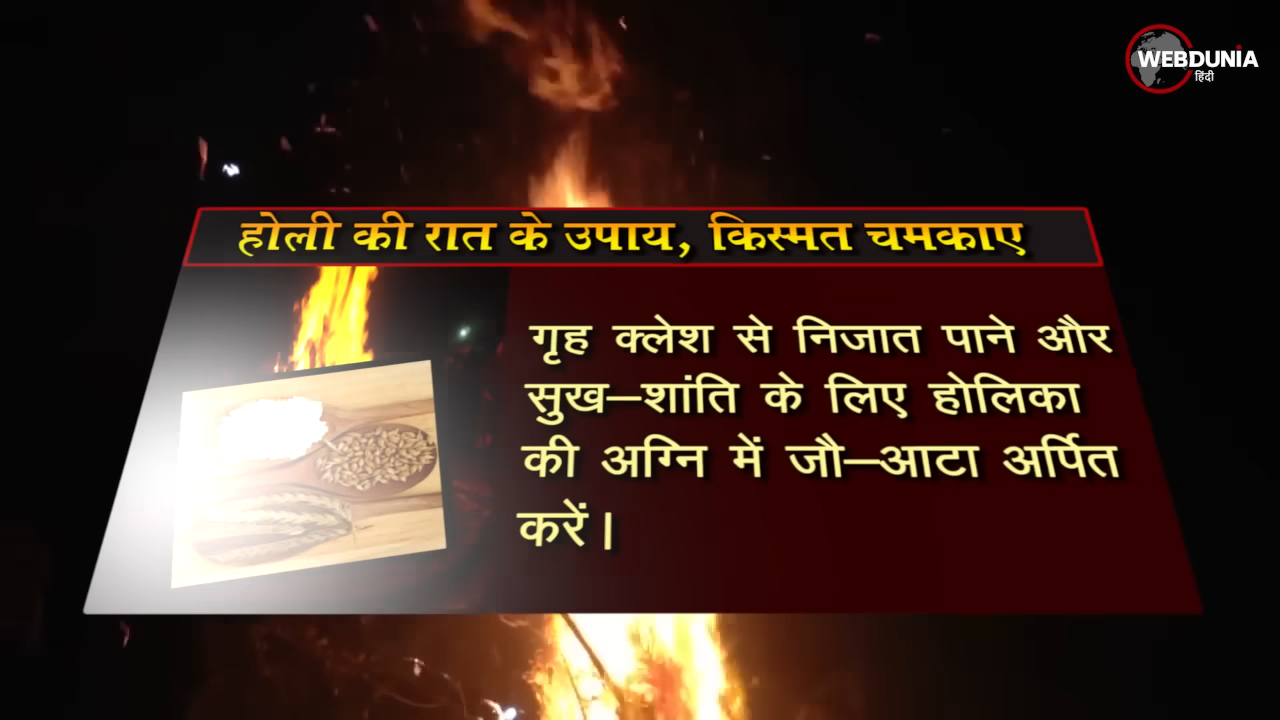 WEBDUNIA
हिंदी
होली की रात के उपाय, किस्मत चमकाए
गृह क्लेश से निजात पाने और
सुख–शांति के लिए होलिका
की अग्नि में जौ–आटा अर्पित
करें।